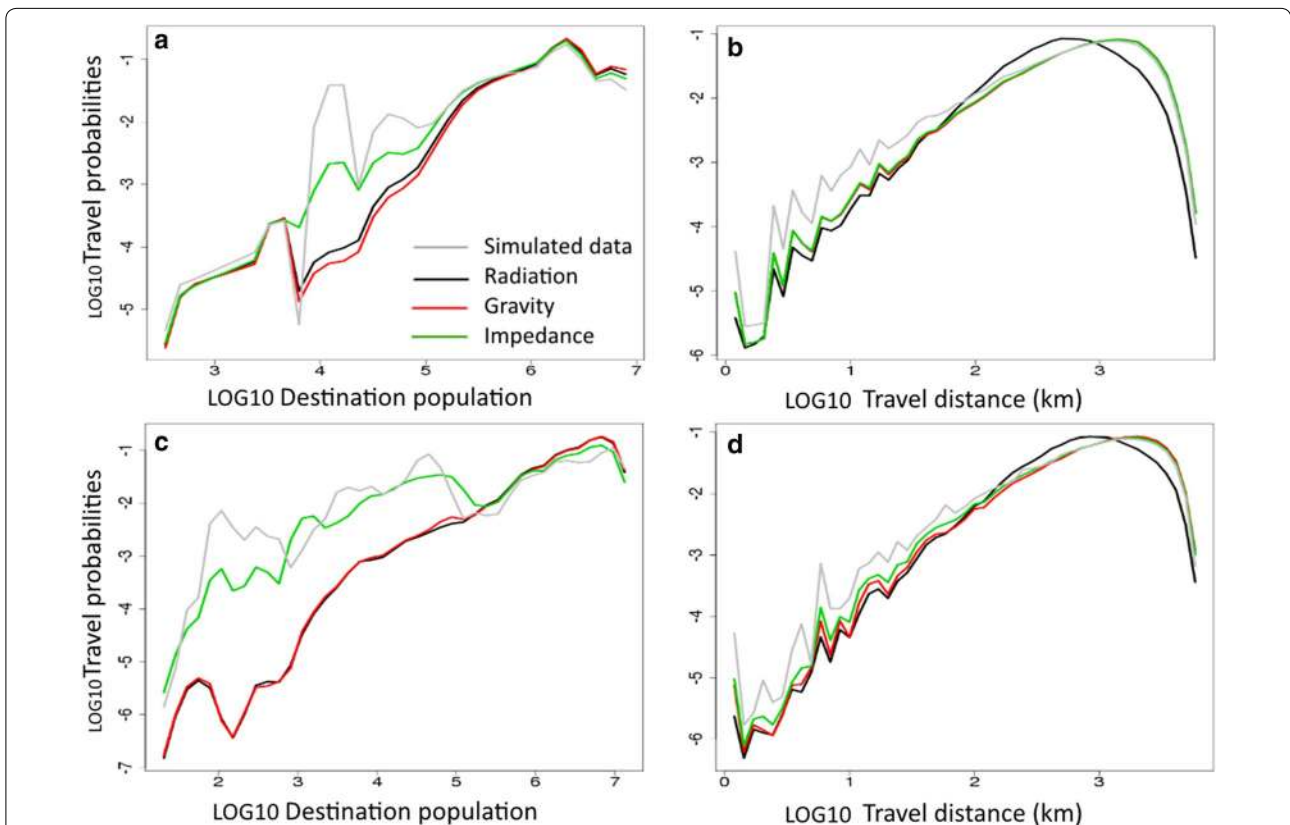 a
LOG10 Travel probabilities
-1
-2
-3
-4
-5
Simulated data
Radiation
Gravity
Impedance
3 4 5 6 7
LOG10 Destination population
b
-1
-2
-3
-4
-5
-6
0 1 2 3
LOG10 Travel distance (km)
c
LOG10 Travel probabilities
-1
-2
-3
-4
-5
-6
-7
2 3 4 5 6 7
LOG10 Destination population
d
-1
-2
-3
-4
-5
-6
0 1 2 3
LOG10 Travel distance (km)